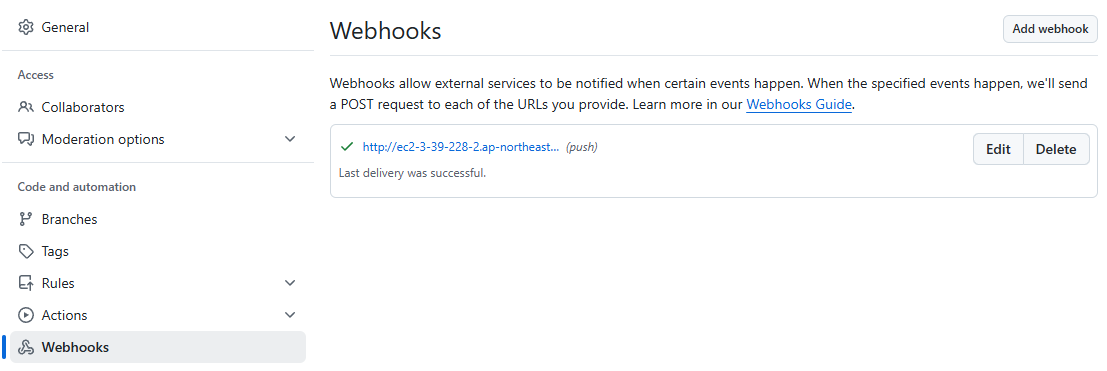 General
Access
Collaborators
Moderation options
Code and automation
Branches
Tags
Rules
Actions
Webhooks
Webhooks
Add webhook
Webhooks allow external services to be notified when certain events happen. When the specified events happen, we'll send
a POST request to each of the URLs you provide. Learn more in our Webhooks Guide.
http://ec2-3-39-228-2.ap-northeast... (push)
Edit
Delete
Last delivery was successful.